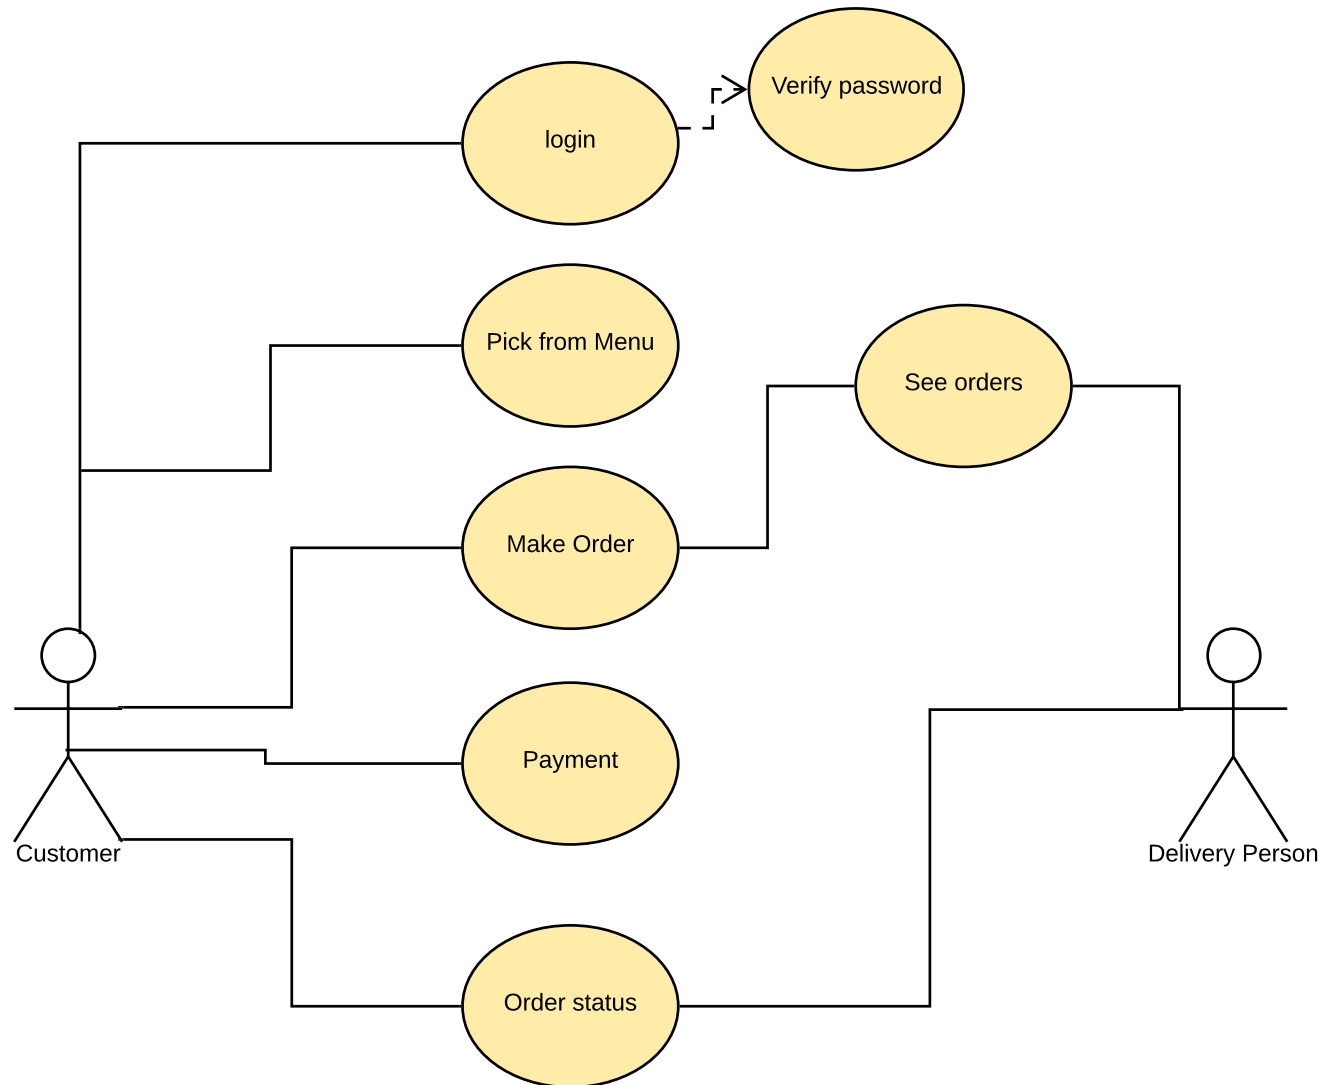 Verify password
login
Pick from Menu
See orders
Make Order
Payment
Customer
Delivery Person
Order status